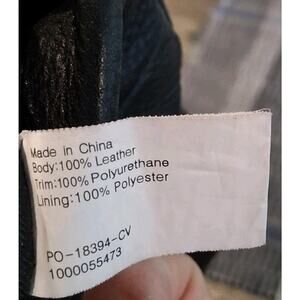 Made in China
Body:100% Leather
Trim:100% Polyurethane
Lining:100% Polyester
PO-18394-CV
1000055473